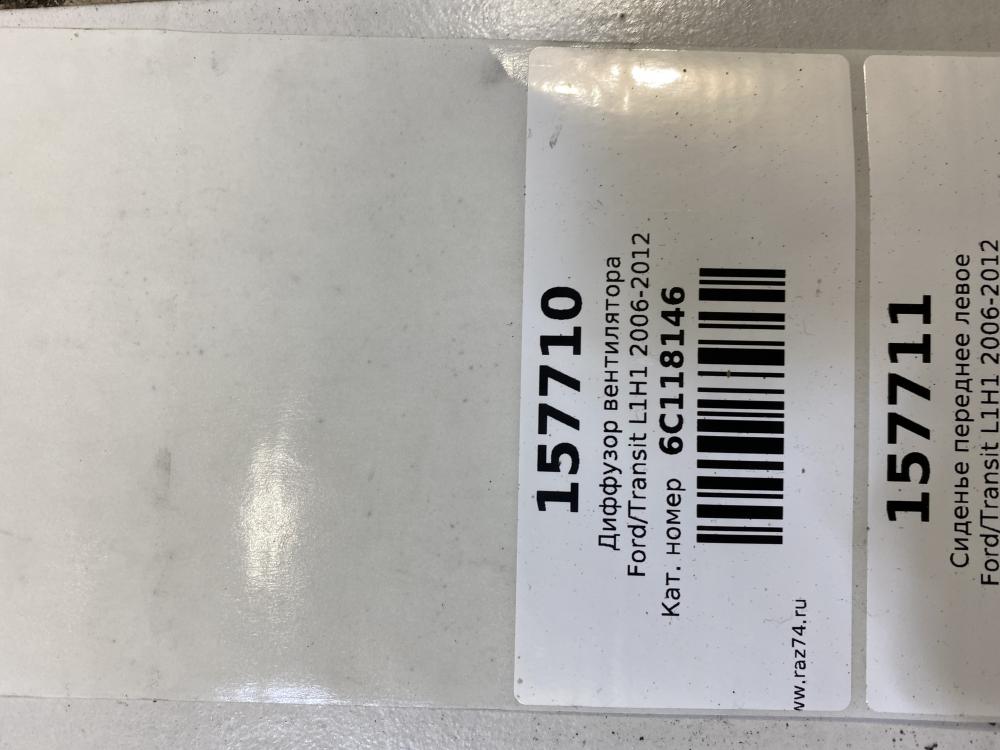 157710
Диффузор вентилятора
Ford/Transit L1H1 2006-2012
Кат. номер 6C118146
ww.raz74.ru
157711
Сиденье переднее левое
Ford/Transit L1H1 2006-2012